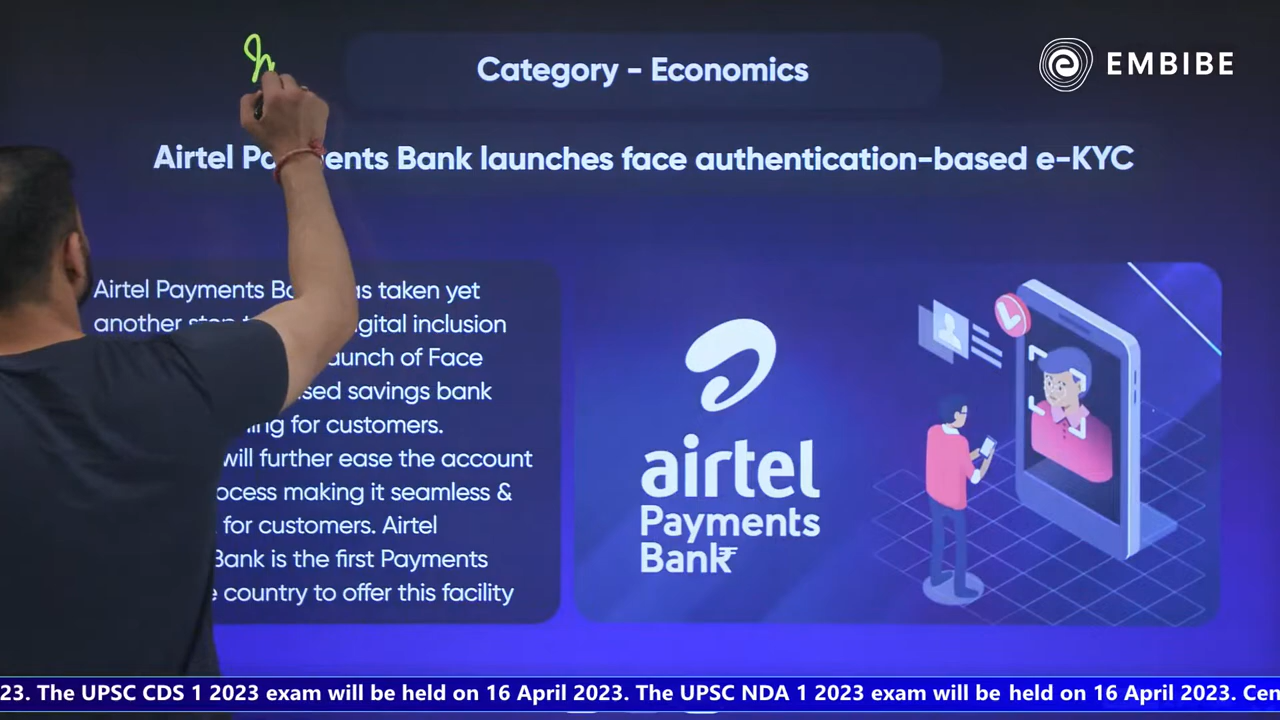 Category - Economics
EMBIBE
Airtel Pa ents Bank launches face authentication-based e-KYC
Airtel Payments Ba as taken yet
another igital inclusion
aunch of Face
sed savings bank
ing for customers.
will further ease the account
ocess making it seamless &
for customers. Airtel
Bank is the first Payments
country to offer this facility
airtel
Payments
Bank₹
23. The UPSC CDS 1 2023 exam will be held on 16 April 2023. The UPSC NDA 1 2023 exam will be held on 16 April 2023. Cen